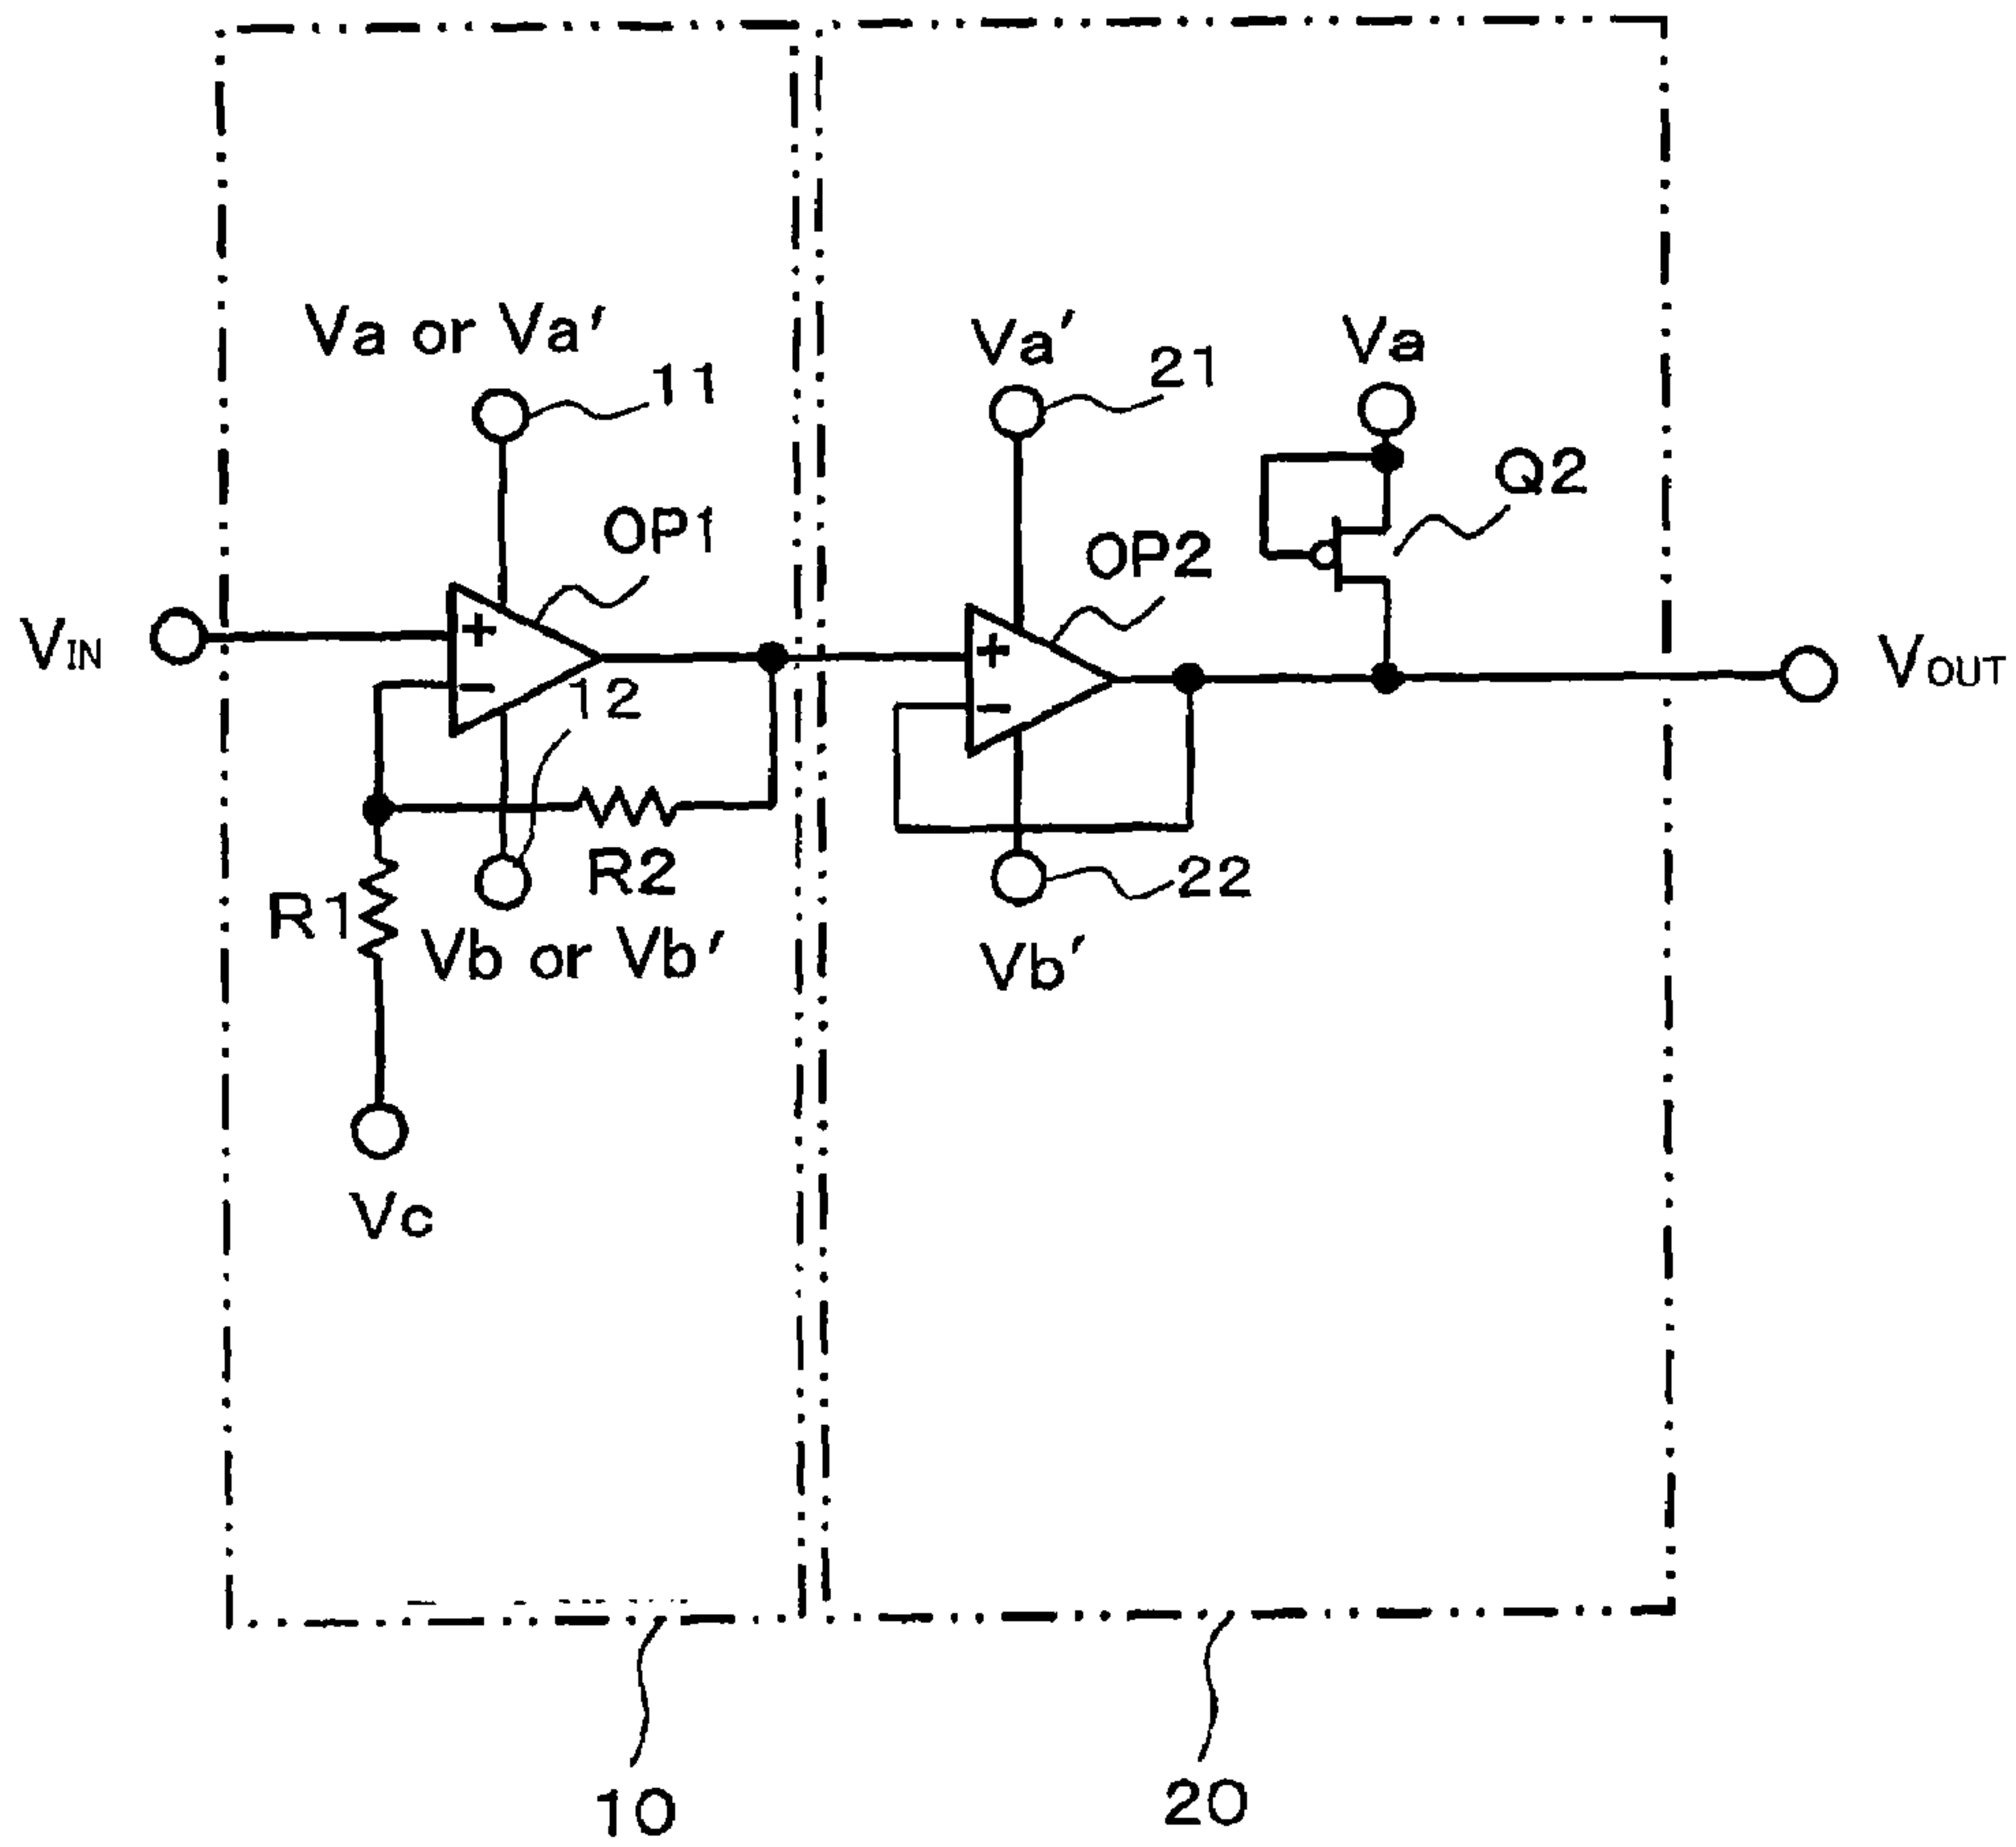 Va or Va′
Va′
Va
11
21
Q2
OP1
OP2
VIN
+
+
VOUT
−
12
−
R2
22
R1
Vb or Vb′
Vb′
Vc
10
20